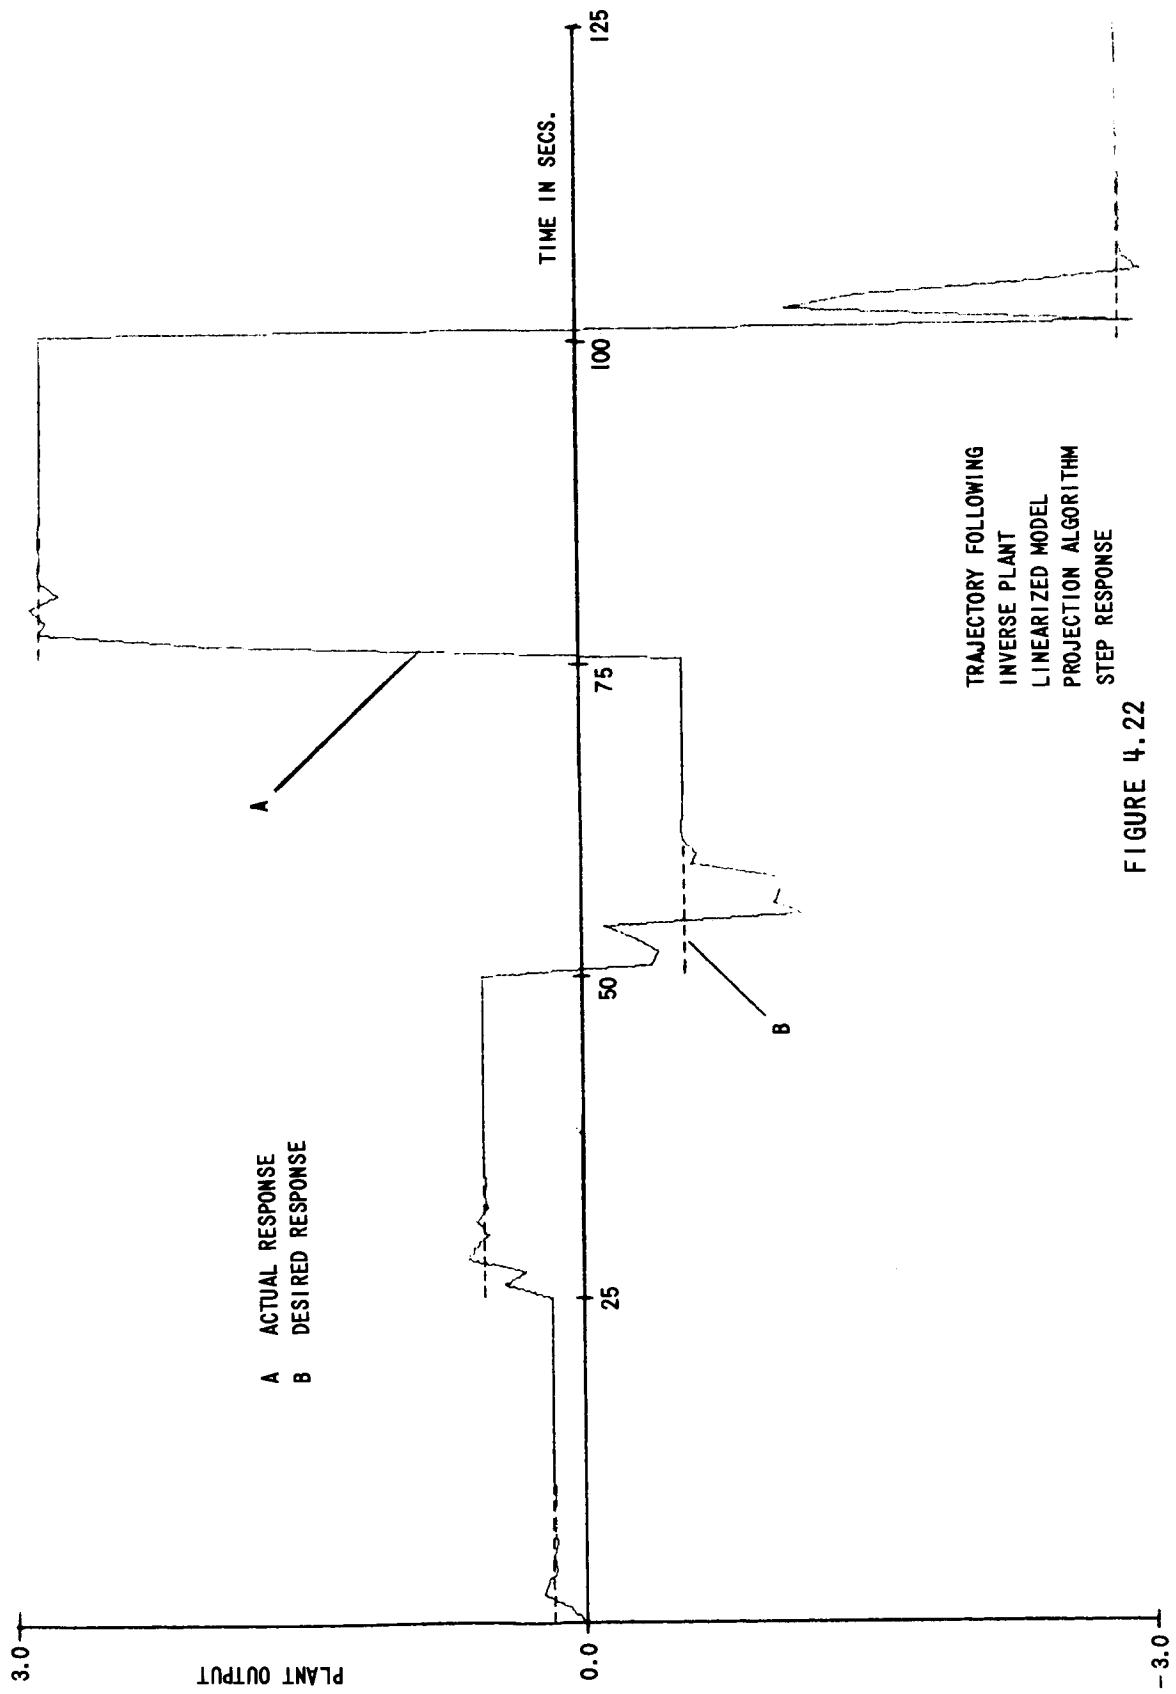 3.0
PLANT OUTPUT
0.0
-3.0
25
50
75
100
125
TIME IN SECS.
A ACTUAL RESPONSE
B DESIRED RESPONSE
A
B
TRAJECTORY FOLLOWING
INVERSE PLANT
LINEARIZED MODEL
PROJECTION ALGORITHM
STEP RESPONSE
FIGURE 4.22